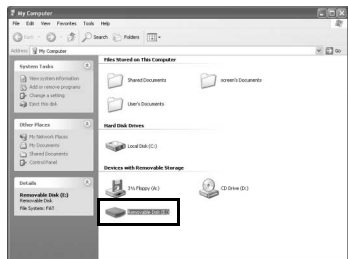 My Computer
File Edit View Favorites Tools Help
Back Search Folders
Address My Computer Go
System Tasks
View system information
Add or remove programs
Change a setting
Eject this disk
Other Places
My Network Places
My Documents
Shared Documents
Control Panel
Details
Removable Disk (E:)
Removable Disk
File System: FAT
Files Stored on This Computer
Shared Documents
screen's Documents
User's Documents
Hard Disk Drives
Local Disk (C:)
Devices with Removable Storage
3½ Floppy (A:)
CD Drive (D:)
Removable Disk (E:)